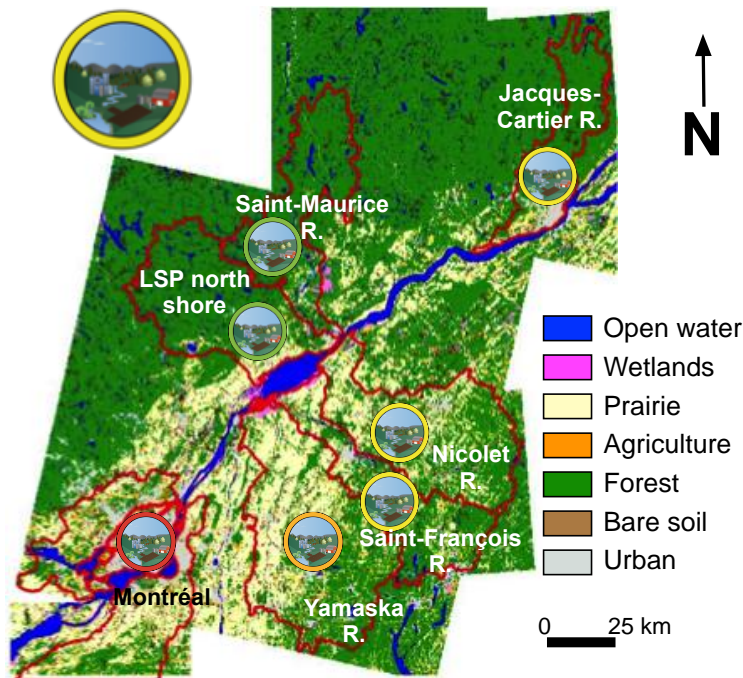 Jacques-
Cartier R.
N
Saint-Maurice
R.
LSP north
shore
Open water
Wetlands
Prairie
Agriculture
Forest
Bare soil
Urban
Nicolet
R.
Saint-François
R.
Montréal
Yamaska
R.
0 25 km